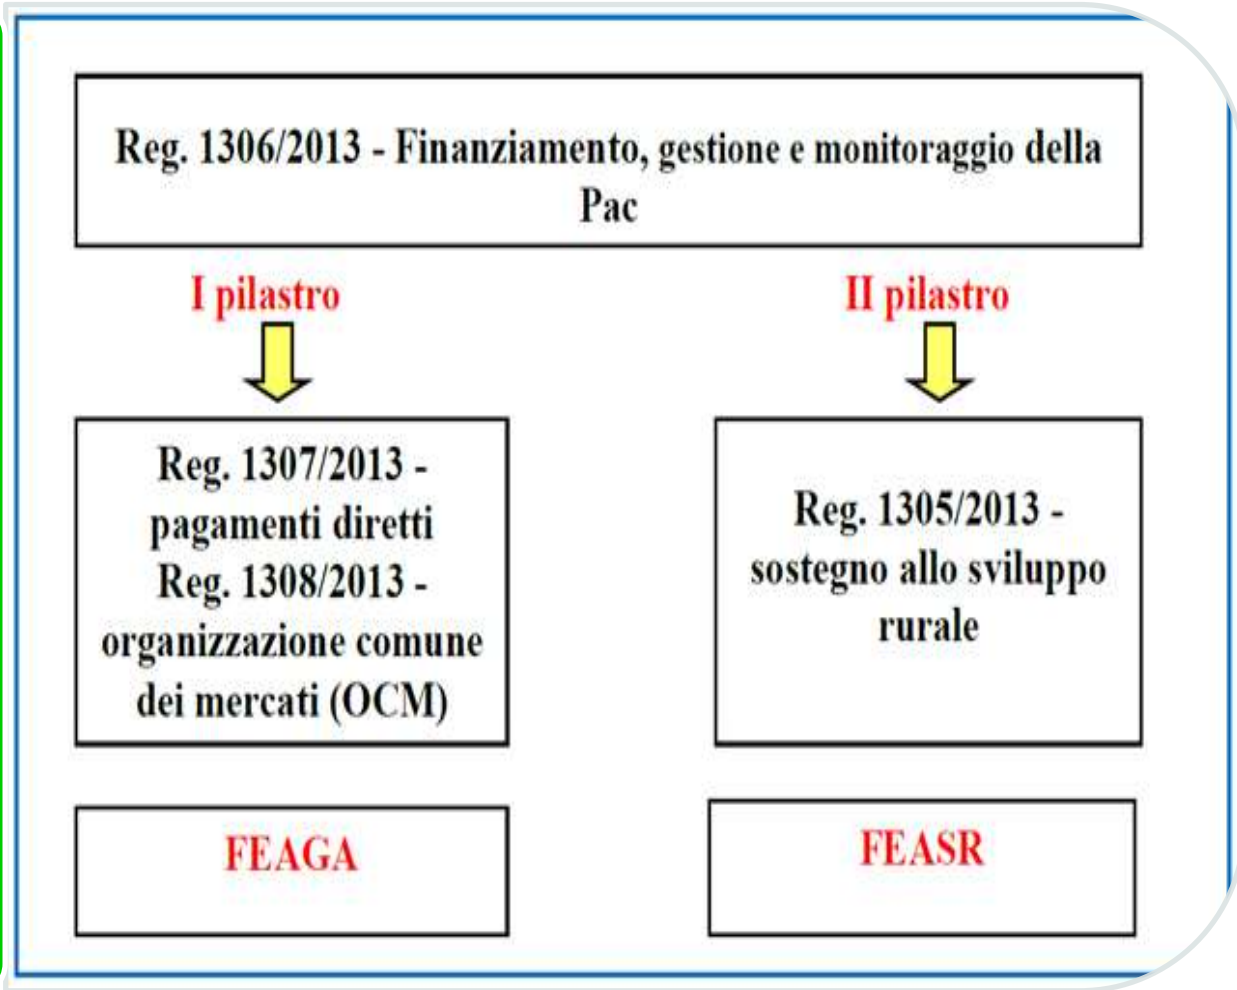 Reg. 1306/2013 - Finanziamento, gestione e monitoraggio della
Pac
I pilastro
II pilastro
Reg. 1307/2013 -
pagamenti diretti
Reg. 1308/2013 -
organizzazione comune
dei mercati (OCM)
Reg. 1305/2013 -
sostegno allo sviluppo
rurale
FEAGA
FEASR